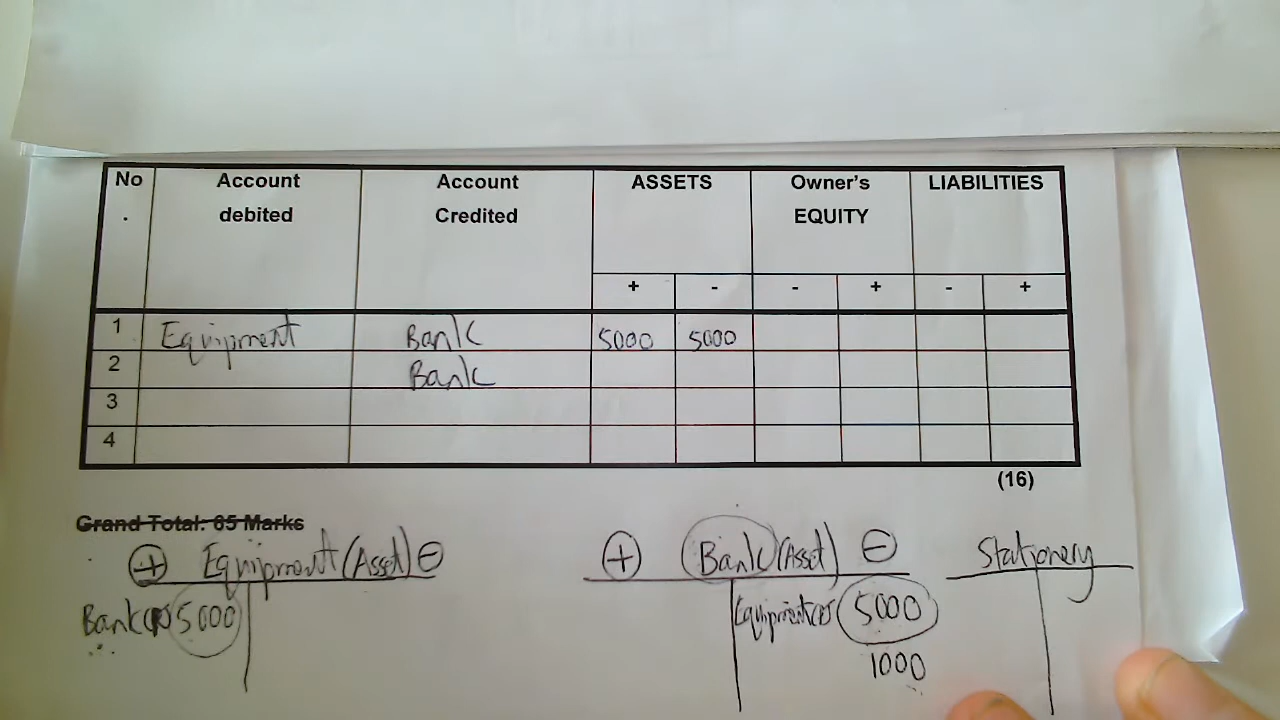 No Account Account ASSETS Owner's LIABILITIES
. debited Credited EQUITY
+ - - + - +
1 Equipment Bank 5000 5000
2 Bank
3
4
(16)
Grand Total: 65 Marks
+ Equipment (Asset) - + Bank (Asset) - Stationery
Bank 5000 Equipment 5000
1000